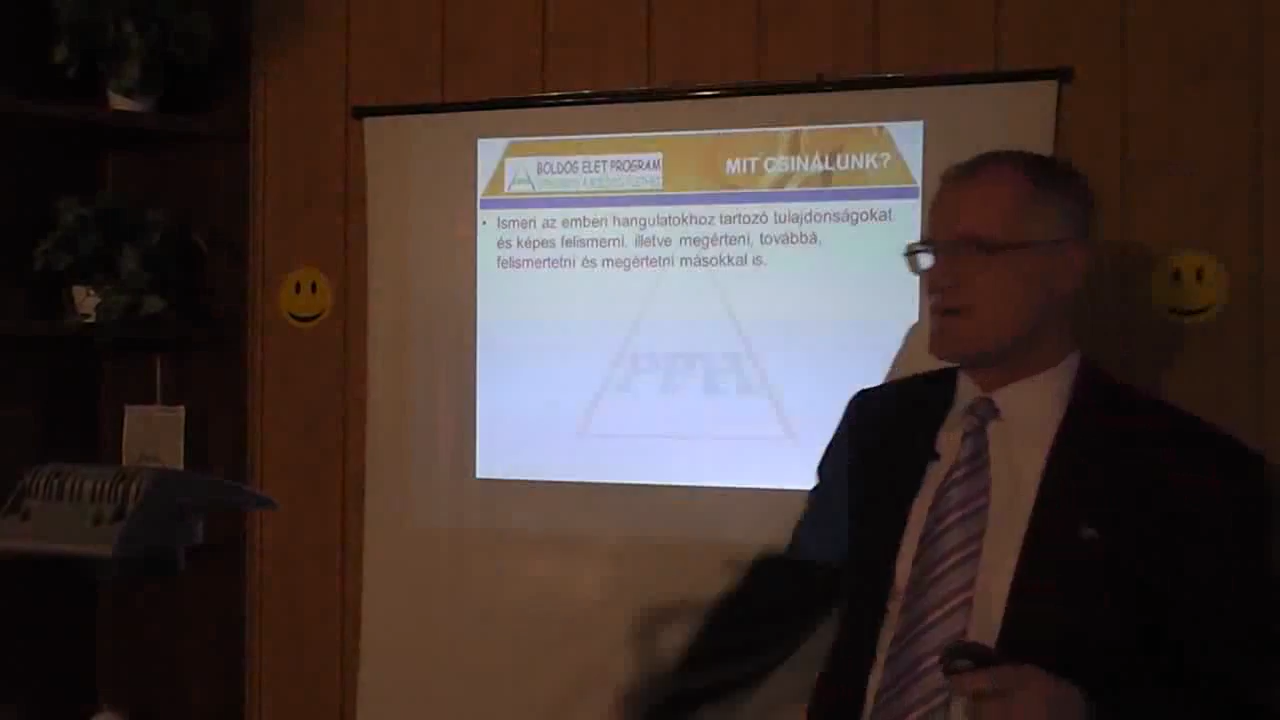 BOLDOG ÉLET PROGRAM
MIT CSINÁLUNK?
• Ismeri az emberi hangulatokhoz tartozó tulajdonságokat
és képes felismerni, illetve megérteni, továbbá,
felismertetni és megértetni másokkal is.